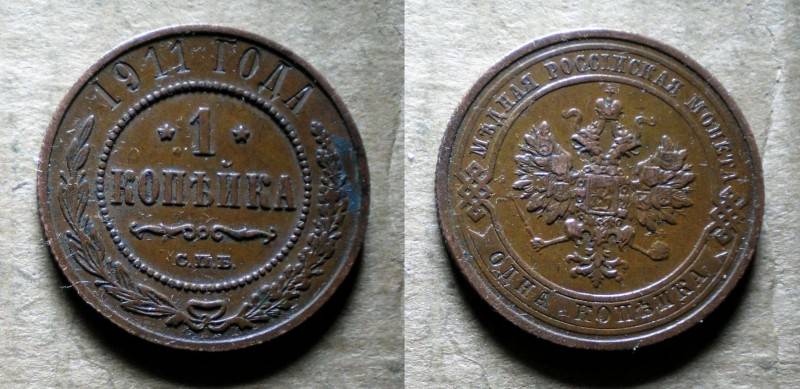 1911 ГОДА
1
КОПѢЙКА
С.П.Б.
МѢДНАЯ РОССІЙСКАЯ МОНЕТА
ОДНА КОПѢЙКА